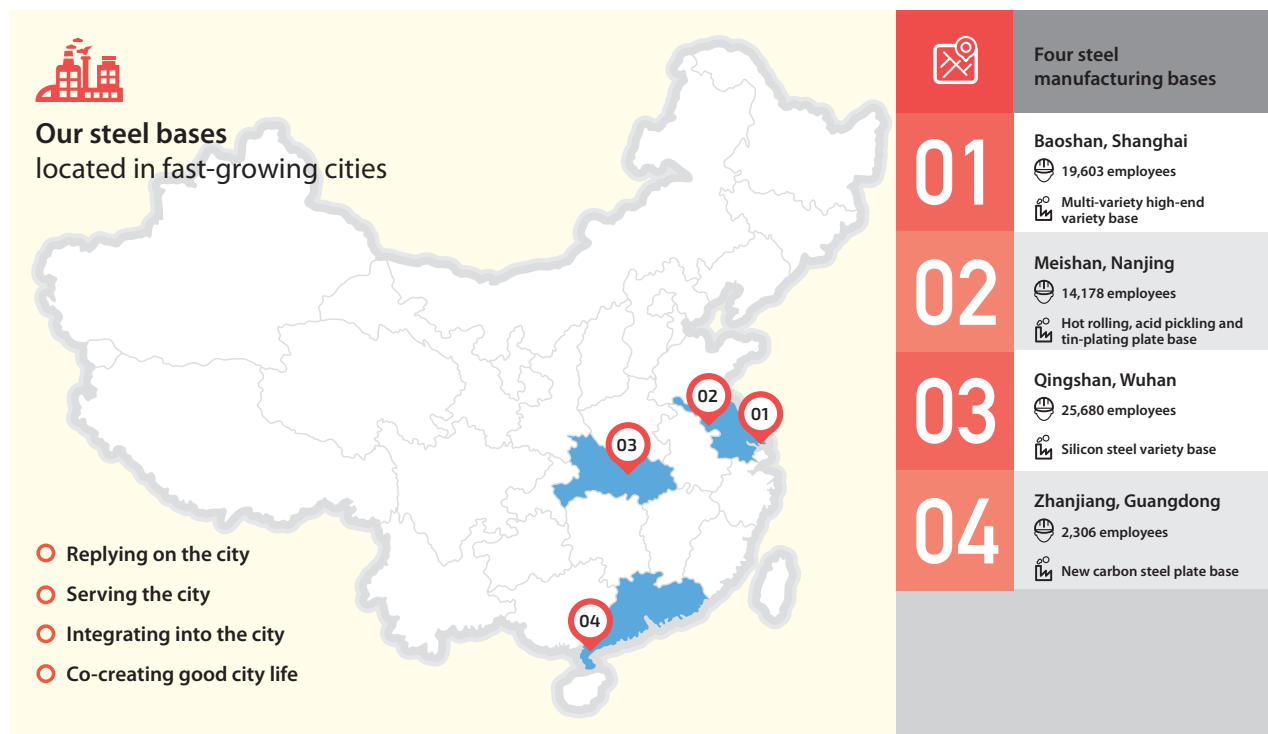 Our steel bases
located in fast-growing cities
02
01
03
04
Replying on the city
Serving the city
Integrating into the city
Co-creating good city life
Four steel
manufacturing bases
01
Baoshan, Shanghai
19,603 employees
Multi-variety high-end
variety base
02
Meishan, Nanjing
14,178 employees
Hot rolling, acid pickling and
tin-plating plate base
03
Qingshan, Wuhan
25,680 employees
Silicon steel variety base
04
Zhanjiang, Guangdong
2,306 employees
New carbon steel plate base